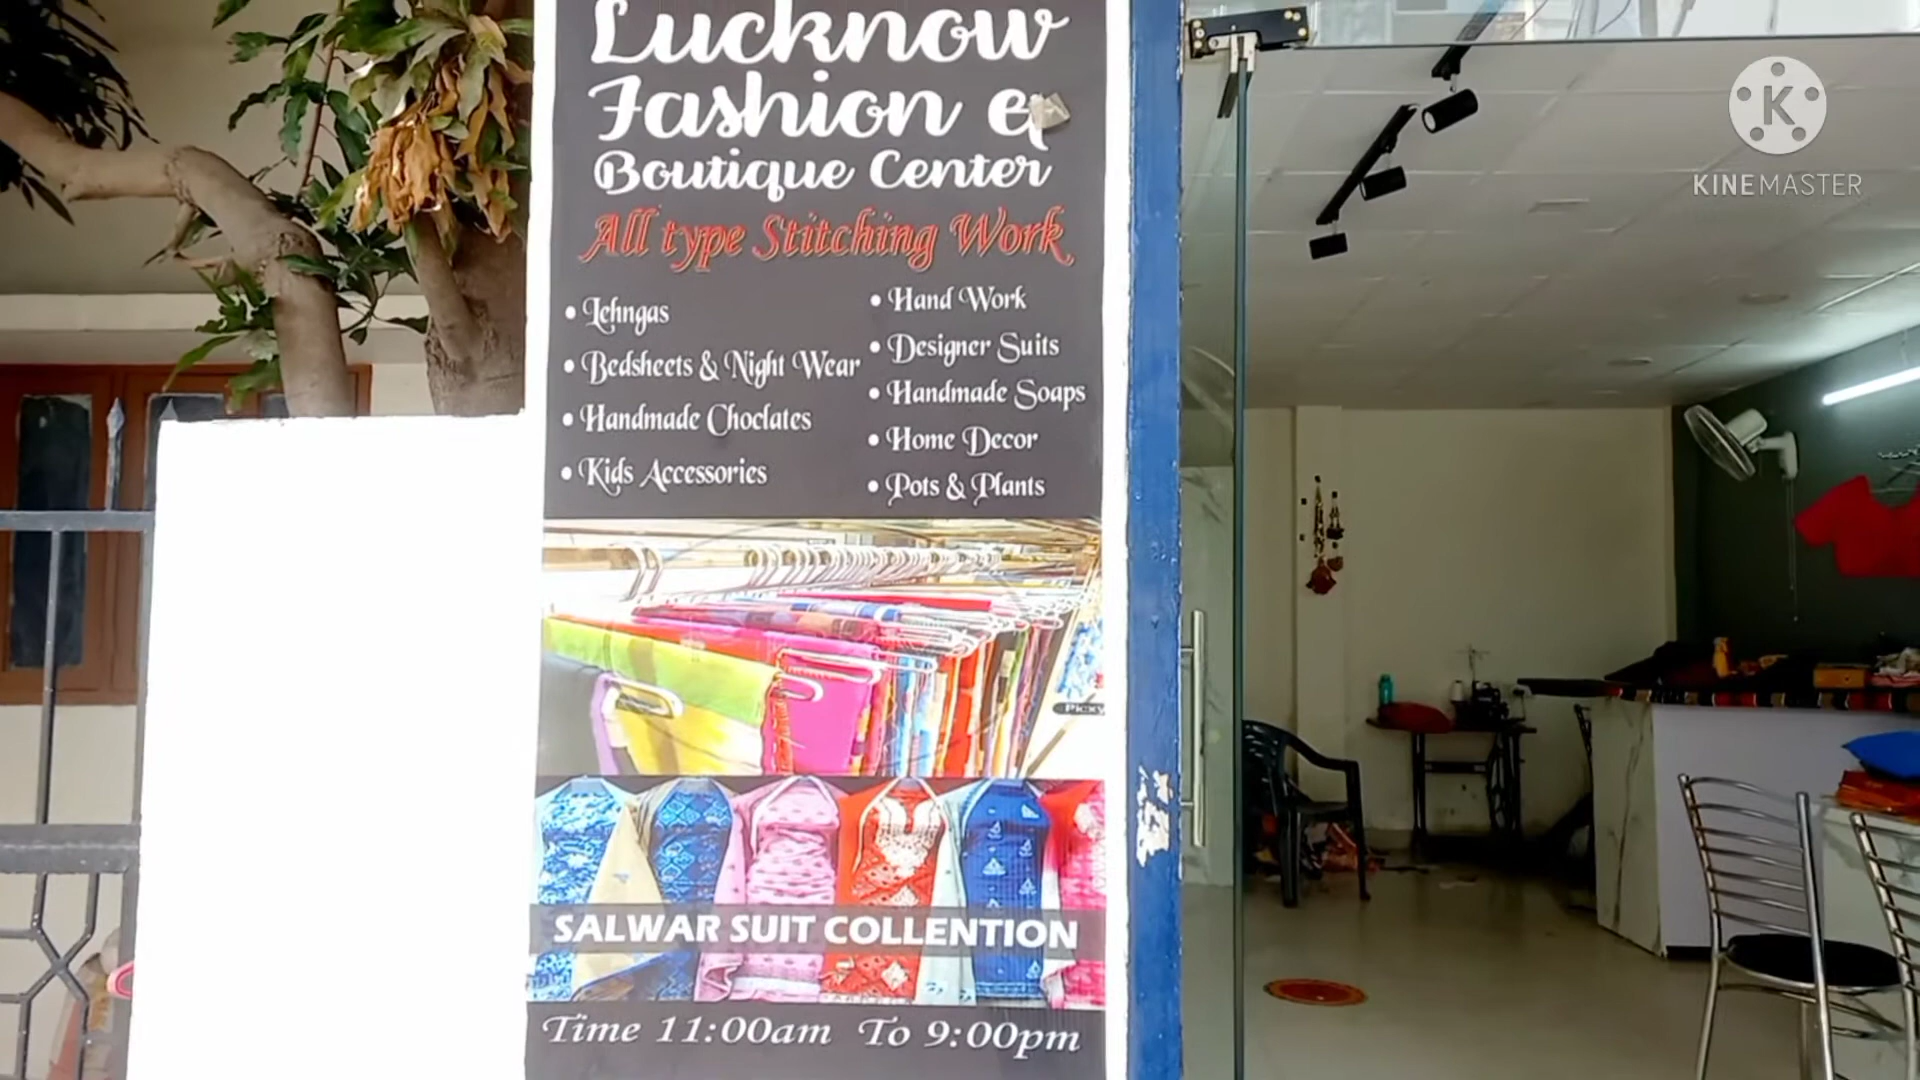 Lucknow
Fashion &
Boutique Center
All type Stitching Work
• Lehngas
• Bedsheets & Night Wear
• Handmade Choclates
• Kids Accessories
• Hand Work
• Designer Suits
• Handmade Soaps
• Home Decor
• Pots & Plants
Picxy
SALWAR SUIT COLLENTION
Time 11:00am To 9:00pm
K
KINEMASTER